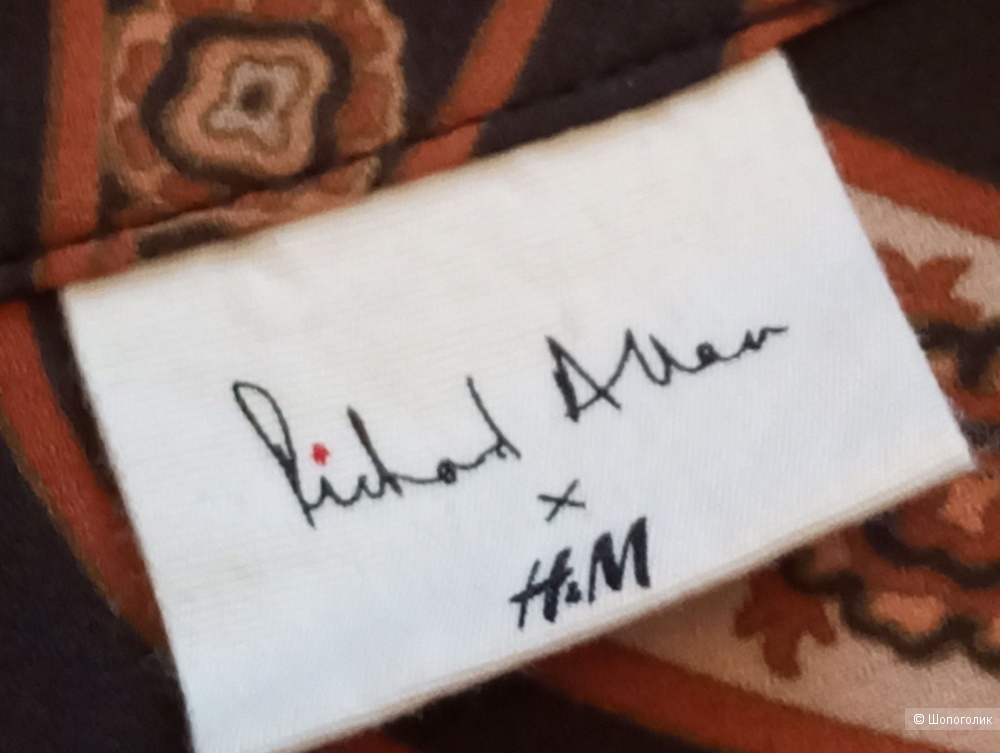 Richard Allan
x
H&M
© Шопоголик